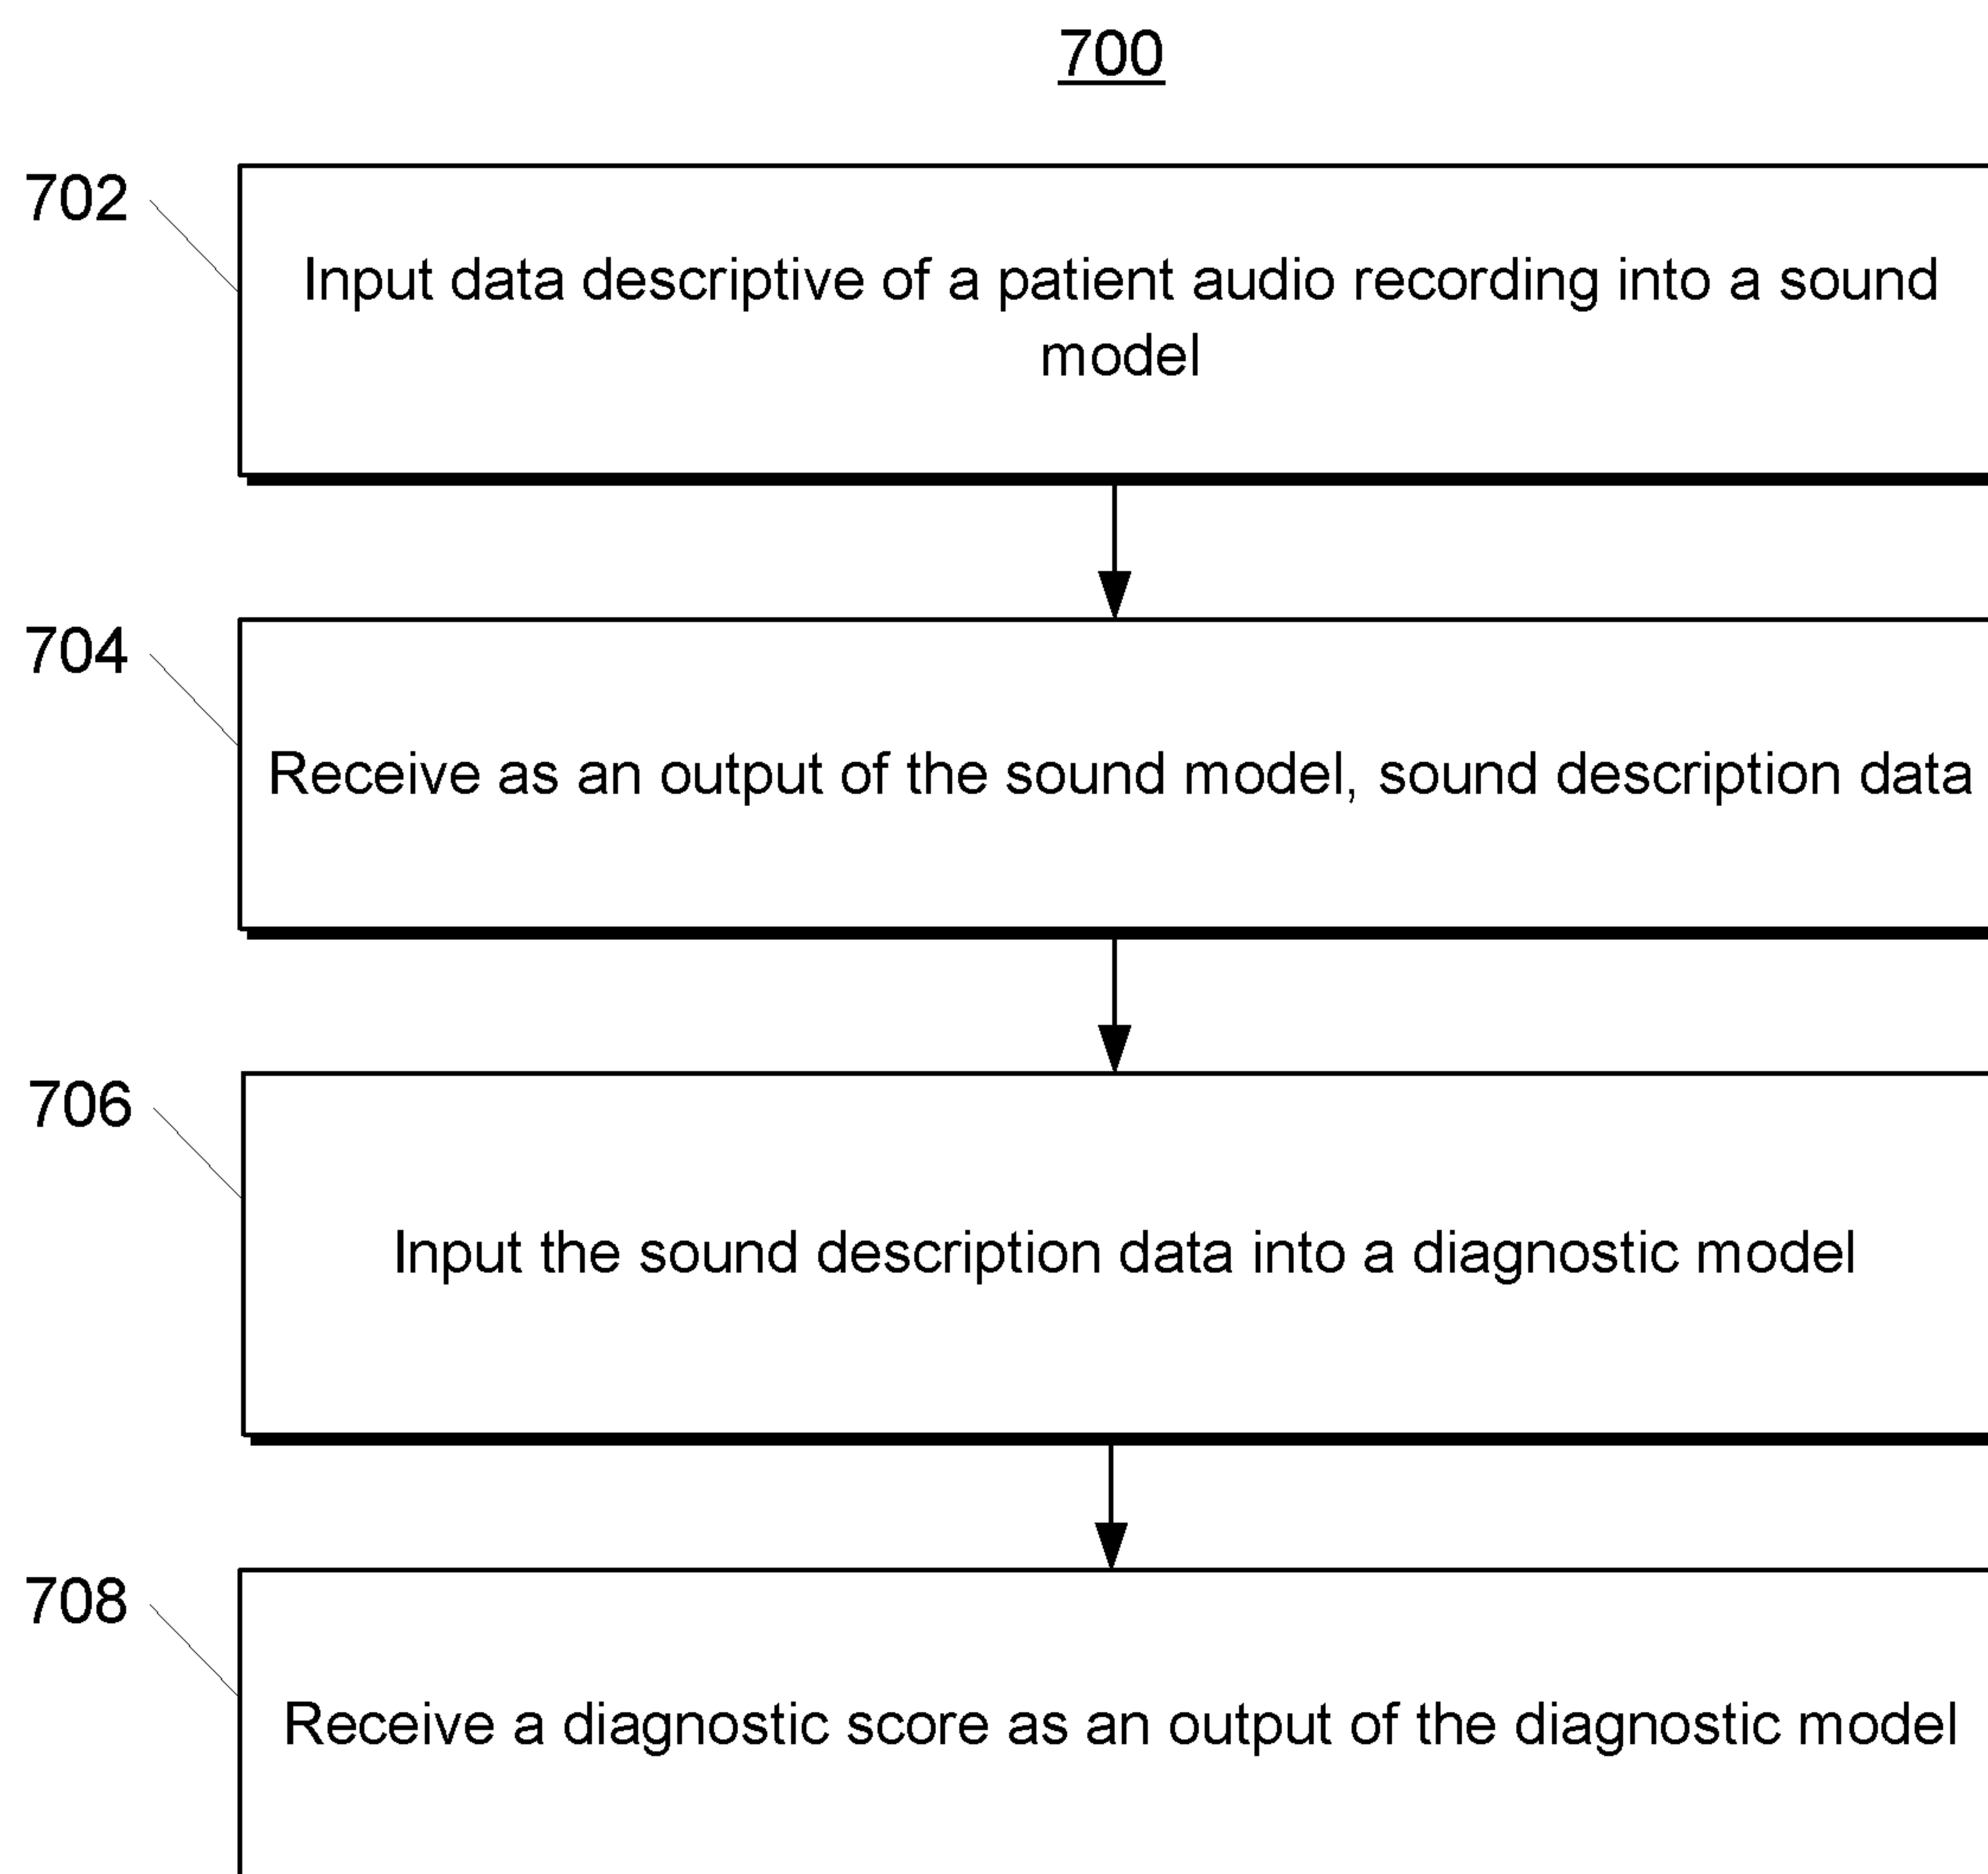 700
702
Input data descriptive of a patient audio recording into a sound
model
704
Receive as an output of the sound model, sound description data
706
Input the sound description data into a diagnostic model
708
Receive a diagnostic score as an output of the diagnostic model